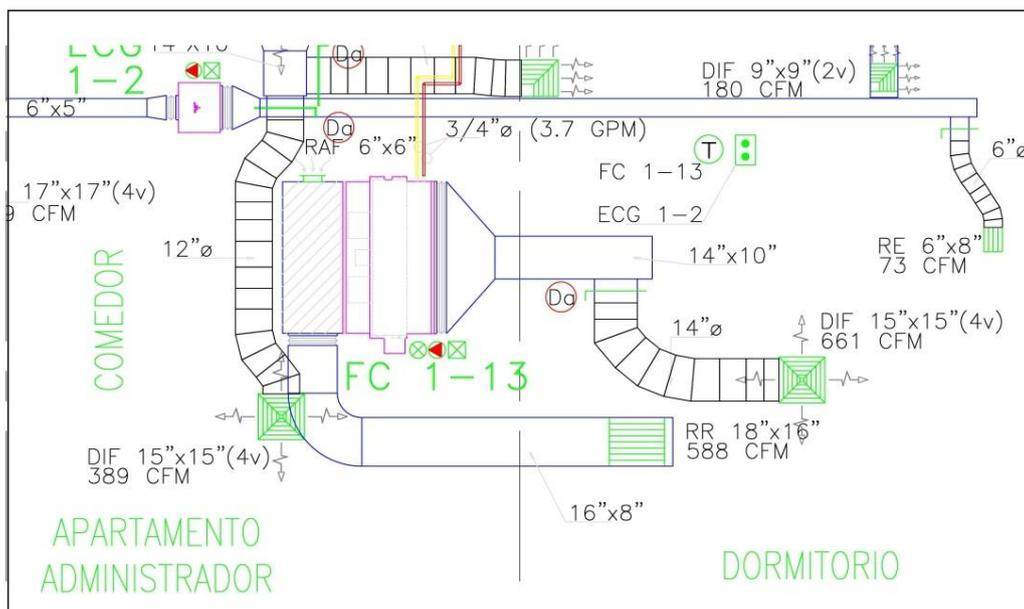 ECG
1-2
14"x10"
Da
6"x5"
Da
RAF 6"x6"
3/4"ø (3.7 GPM)
DIF 9"x9"(2v)
180 CFM
T
FC 1-13
ECG 1-2
6"ø
17"x17"(4v)
CFM
12"ø
COMEDOR
14"x10"
RE 6"x8"
73 CFM
Da
14"ø
DIF 15"x15"(4v)
661 CFM
FC 1-13
DIF 15"x15"(4v)
389 CFM
RR 18"x16"
588 CFM
16"x8"
APARTAMENTO
ADMINISTRADOR
DORMITORIO